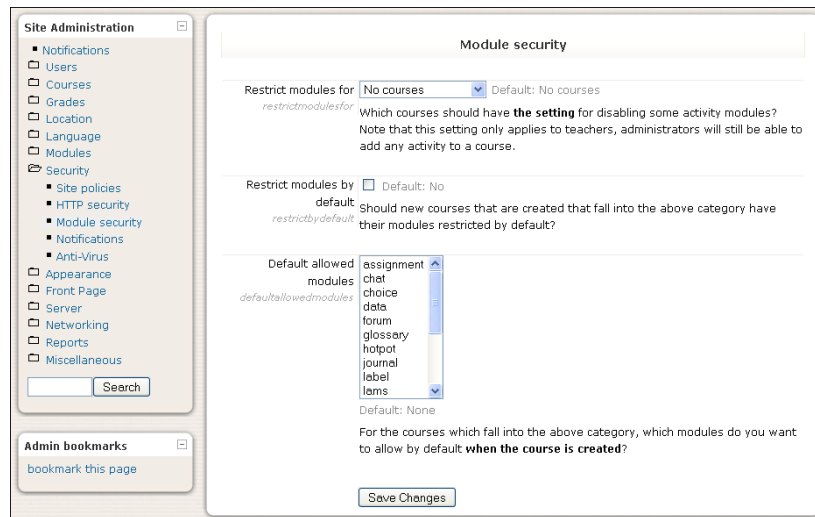 Site Administration
Notifications
Users
Courses
Grades
Location
Language
Modules
Security
Site policies
HTTP security
Module security
Notifications
Anti-Virus
Appearance
Front Page
Server
Networking
Reports
Miscellaneous
Search
Admin bookmarks
bookmark this page
Module security
Restrict modules for No courses Default: No courses
restrictmodulesfor
Which courses should have the setting for disabling some activity modules?
Note that this setting only applies to teachers, administrators will still be able to
add any activity to a course.
Restrict modules by Default: No
default
restrictbydefault
Should new courses that are created that fall into the above category have
their modules restricted by default?
Default allowed
modules
defaultallowedmodules
assignment
chat
choice
data
forum
glossary
hotpot
journal
label
lams
Default: None
For the courses which fall into the above category, which modules do you want
to allow by default when the course is created?
Save Changes